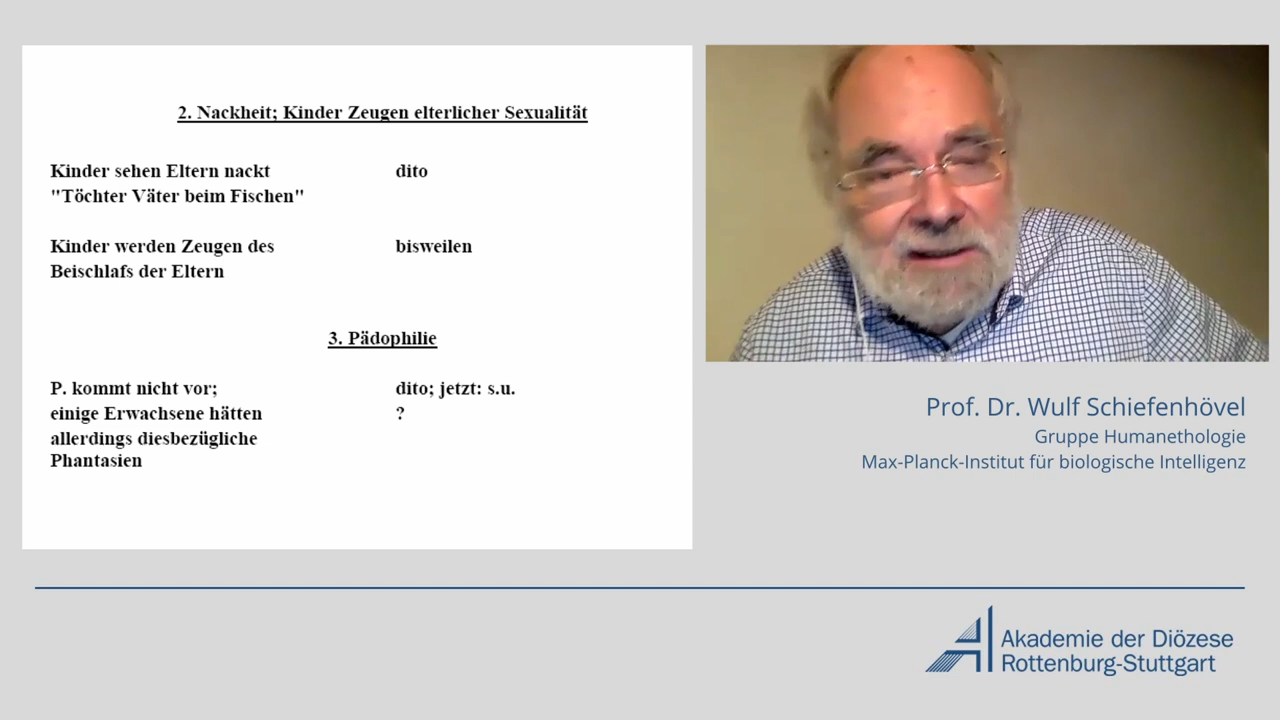 2. Nackheit; Kinder Zeugen elterlicher Sexualität
Kinder sehen Eltern nackt dito
"Töchter Väter beim Fischen"
Kinder werden Zeugen des bisweilen
Beischlafs der Eltern
3. Pädophilie
P. kommt nicht vor; dito; jetzt: s.u.
einige Erwachsene hätten ?
allerdings diesbezügliche
Phantasien
Prof. Dr. Wulf Schiefenhövel
Gruppe Humanethologie
Max-Planck-Institut für biologische Intelligenz
Akademie der Diözese
Rottenburg-Stuttgart